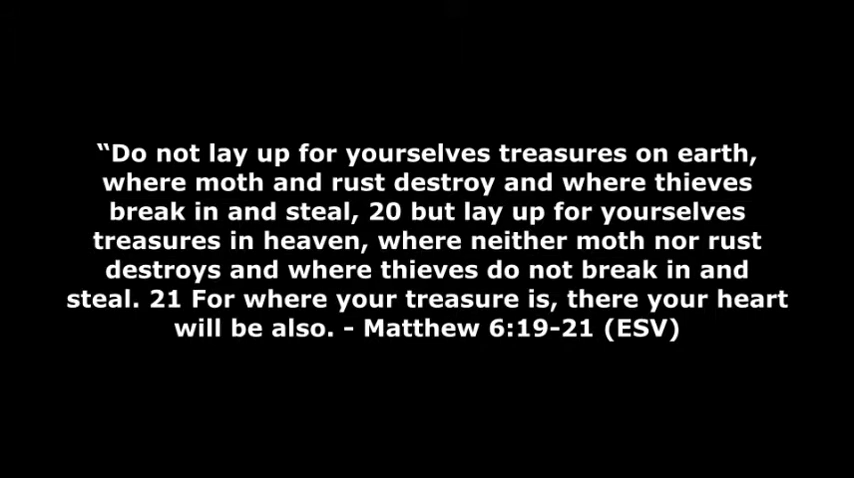 “Do not lay up for yourselves treasures on earth,
where moth and rust destroy and where thieves
break in and steal, 20 but lay up for yourselves
treasures in heaven, where neither moth nor rust
destroys and where thieves do not break in and
steal. 21 For where your treasure is, there your heart
will be also. - Matthew 6:19-21 (ESV)